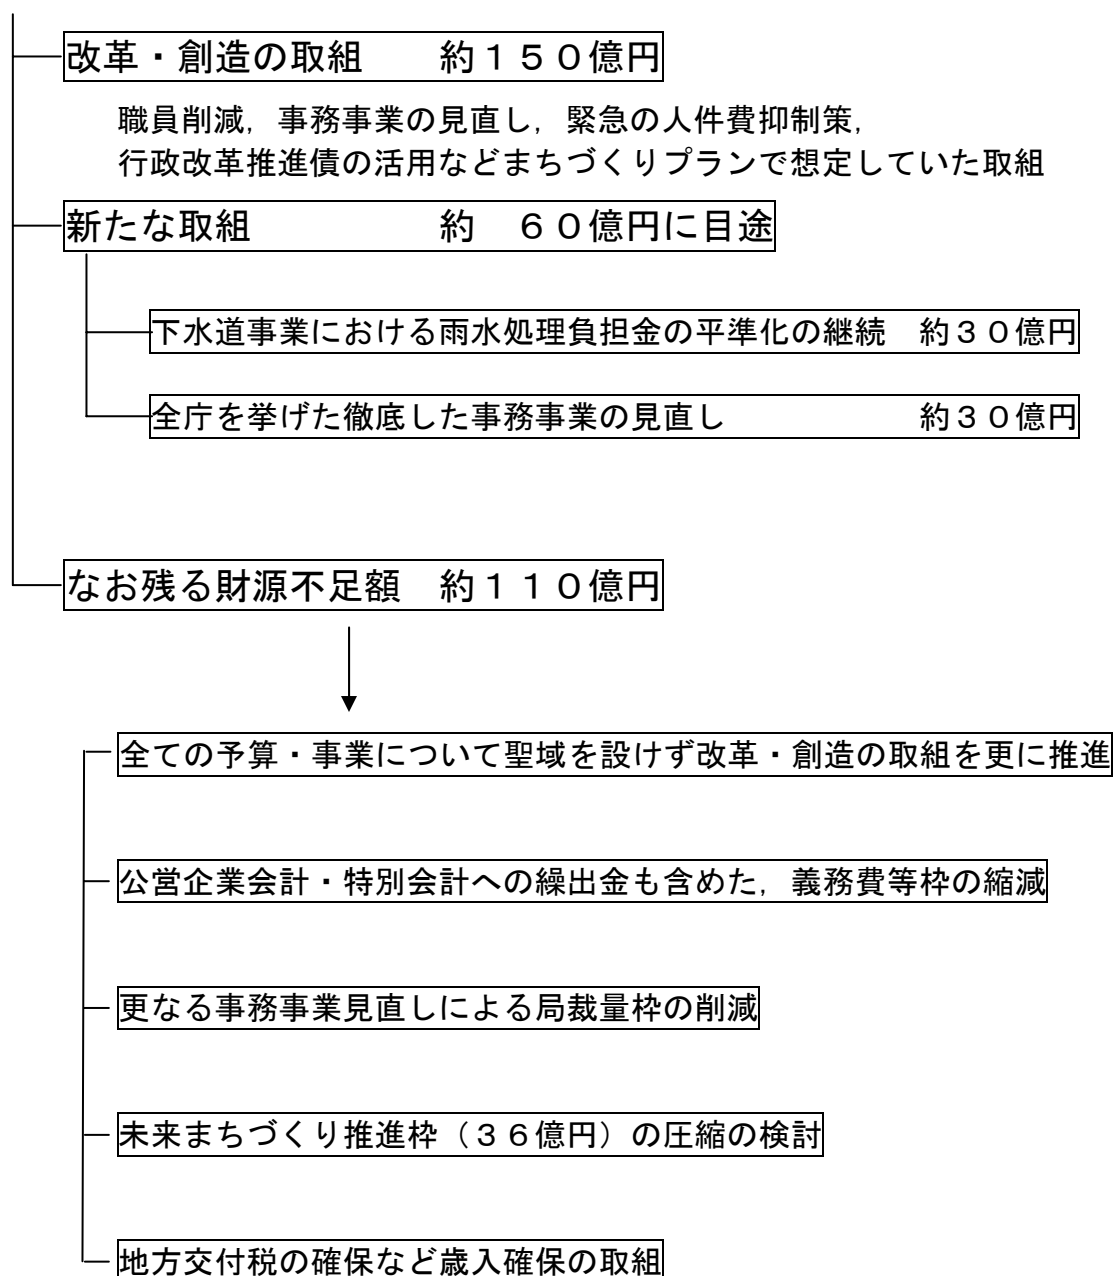 改革・創造の取組　　約１５０億円
職員削減，事務事業の見直し，緊急の人件費抑制策，
行政改革推進債の活用などまちづくりプランで想定していた取組
新たな取組　　　　　約　６０億円に目途
下水道事業における雨水処理負担金の平準化の継続　約３０億円
全庁を挙げた徹底した事務事業の見直し　　　　　　約３０億円
なお残る財源不足額　約１１０億円
全ての予算・事業について聖域を設けず改革・創造の取組を更に推進
公営企業会計・特別会計への繰出金も含めた，義務費等枠の縮減
更なる事務事業見直しによる局裁量枠の削減
未来まちづくり推進枠（３６億円）の圧縮の検討
地方交付税の確保など歳入確保の取組